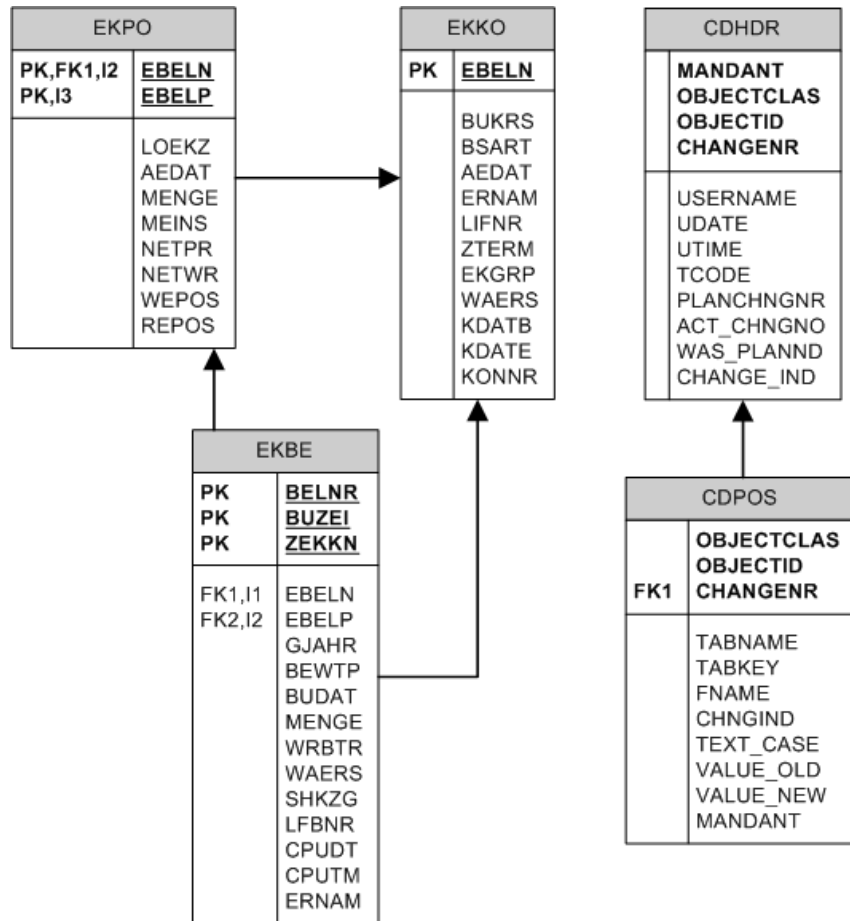 EKPO
PK,FK1,I2 EBELN
PK,I3 EBELP
LOEKZ
AEDAT
MENGE
MEINS
NETPR
NETWR
WEPOS
REPOS
EKKO
PK EBELN
BUKRS
BSART
AEDAT
ERNAM
LIFNR
ZTERM
EKGRP
WAERS
KDATB
KDATE
KONNR
CDHDR
MANDANT
OBJECTCLAS
OBJECTID
CHANGENR
USERNAME
UDATE
UTIME
TCODE
PLANCHNGNR
ACT_CHNGNO
WAS_PLANND
CHANGE_IND
EKBE
PK BELNR
PK BUZEI
PK ZEKKN
FK1,I1 EBELN
FK2,I2 EBELP
GJAHR
BEWTP
BUDAT
MENGE
WRBTR
WAERS
SHKZG
LFBNR
CPUDT
CPUTM
ERNAM
CDPOS
OBJECTCLAS
OBJECTID
FK1 CHANGENR
TABNAME
TABKEY
FNAME
CHNGIND
TEXT_CASE
VALUE_OLD
VALUE_NEW
MANDANT